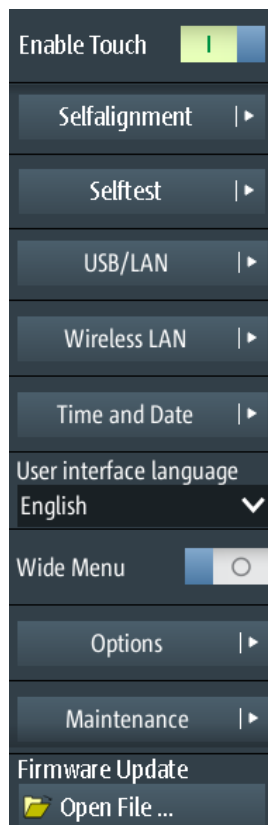 Enable Touch
Selfalignment
Selftest
USB/LAN
Wireless LAN
Time and Date
User interface language
English
Wide Menu
Options
Maintenance
Firmware Update
Open File ...